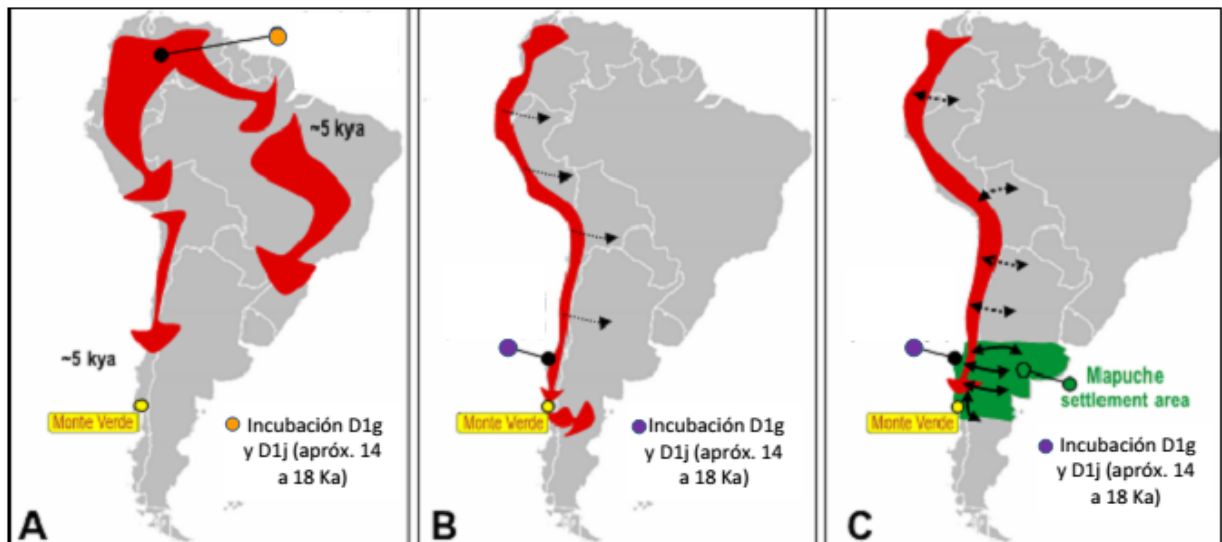 ~5 kya
~5 kya
Monte Verde
Incubación D1g
y D1j (apróx. 14
a 18 Ka)
A
Monte Verde
Incubación D1g
y D1j (apróx. 14
a 18 Ka)
B
Mapuche
settlement area
Monte Verde
Incubación D1g
y D1j (apróx. 14
a 18 Ka)
C